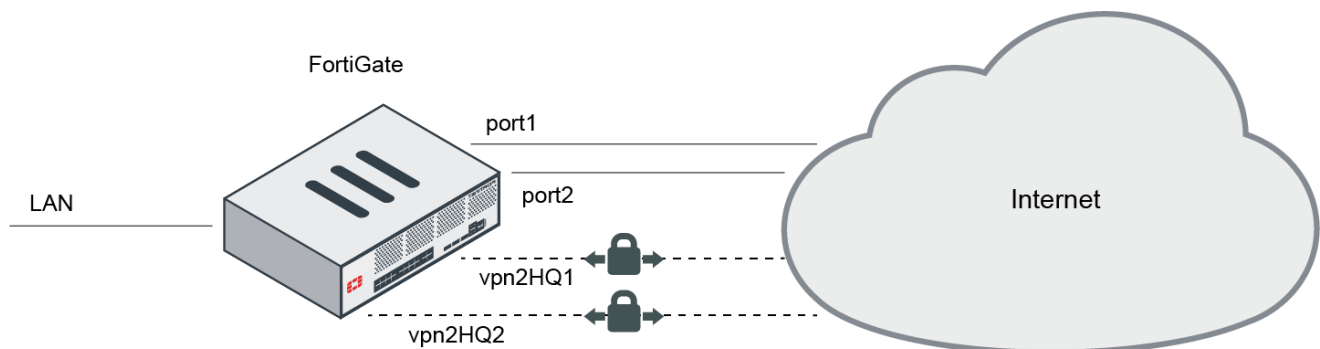 FortiGate
port1
port2
LAN
Internet
vpn2HQ1
vpn2HQ2